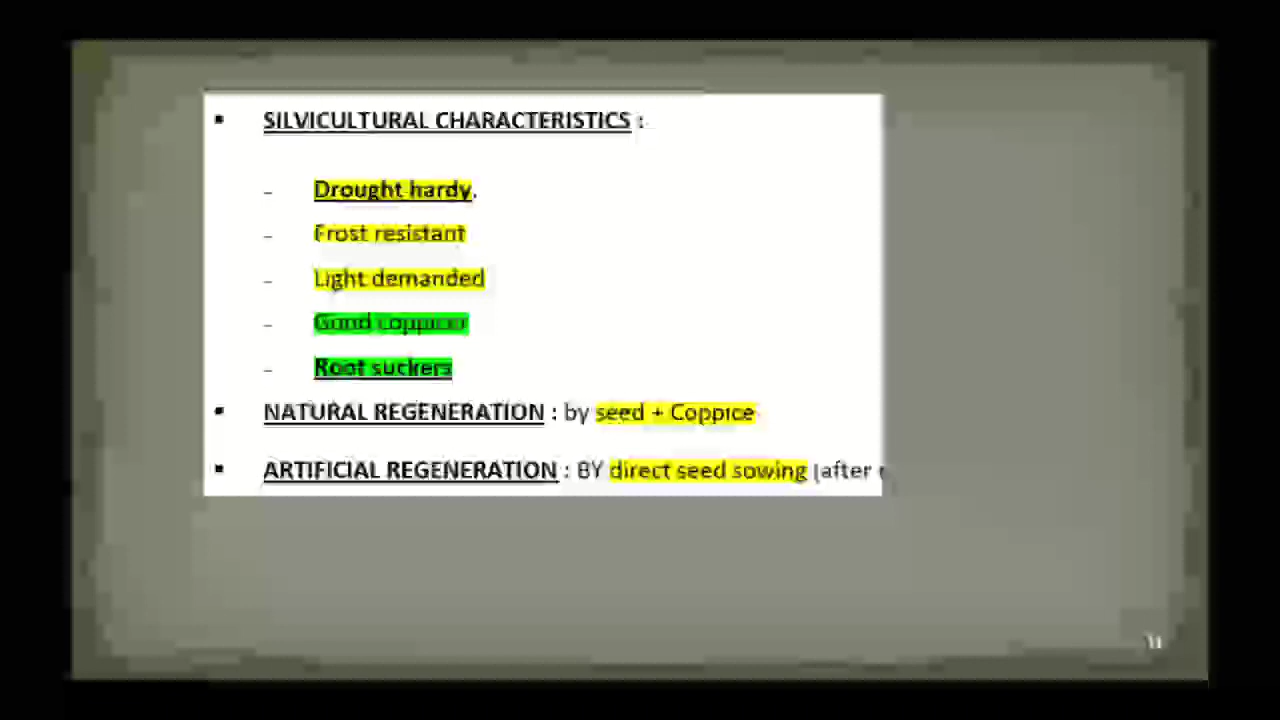 ▪ SILVICULTURAL CHARACTERISTICS :
- Drought hardy.
- Frost resistant
- Light demanded
- Good coppicer
- Root suckers
▪ NATURAL REGENERATION : by seed + Coppice
▪ ARTIFICIAL REGENERATION : BY direct seed sowing (after